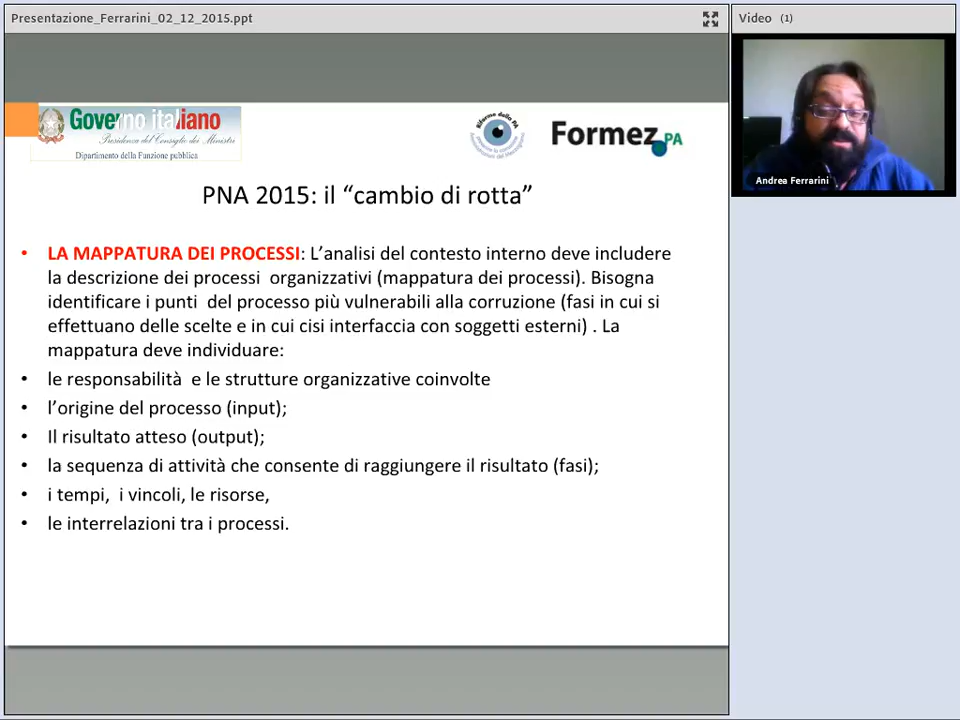 Presentazione_Ferrarini_02_12_2015.ppt
Video (1)
Governo italiano
Presidenza del Consiglio dei Ministri
Dipartimento della Funzione pubblica
Riforme della PA
Formez PA
Andrea Ferrarini
PNA 2015: il “cambio di rotta”
• LA MAPPATURA DEI PROCESSI: L’analisi del contesto interno deve includere
la descrizione dei processi organizzativi (mappatura dei processi). Bisogna
identificare i punti del processo più vulnerabili alla corruzione (fasi in cui si
effettuano delle scelte e in cui cisi interfaccia con soggetti esterni) . La
mappatura deve individuare:
• le responsabilità e le strutture organizzative coinvolte
• l’origine del processo (input);
• Il risultato atteso (output);
• la sequenza di attività che consente di raggiungere il risultato (fasi);
• i tempi, i vincoli, le risorse,
• le interrelazioni tra i processi.